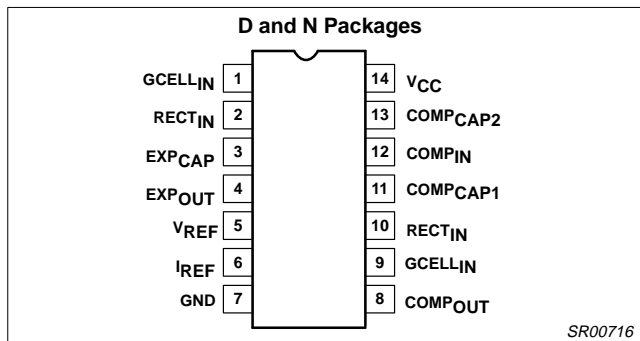 D and N Packages
GCELLIN 1 14 VCC
RECTIN 2 13 COMPCAP2
EXPCAP 3 12 COMPIN
EXPOUT 4 11 COMPCAP1
VREF 5 10 RECTIN
IREF 6 9 GCELLIN
GND 7 8 COMPOUT
SR00716